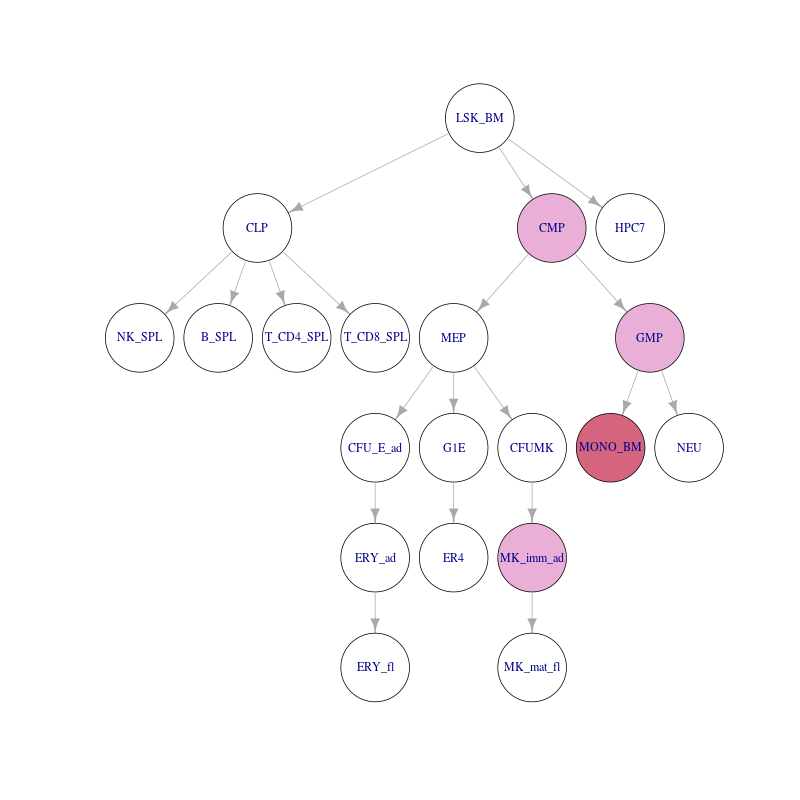 LSK_BM
CLP
CMP
HPC7
NK_SPL
B_SPL
T_CD4_SPL
T_CD8_SPL
MEP
GMP
CFU_E_ad
G1E
CFUMK
MONO_BM
NEU
ERY_ad
ER4
MK_imm_ad
ERY_fl
MK_mat_fl